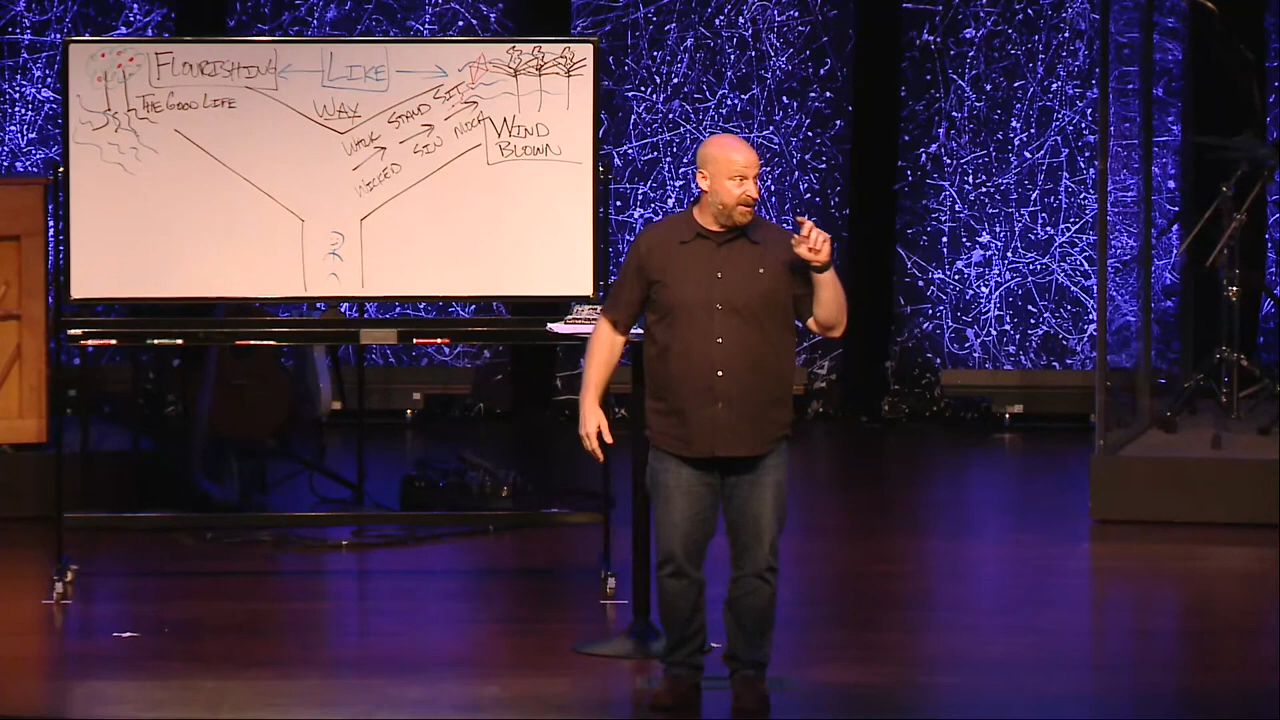 FLOURISHING
LIKE
THE GOOD LIFE
WAY
WALK STAND SIT
WICKED SIN MOCK
WIND
BLOWN